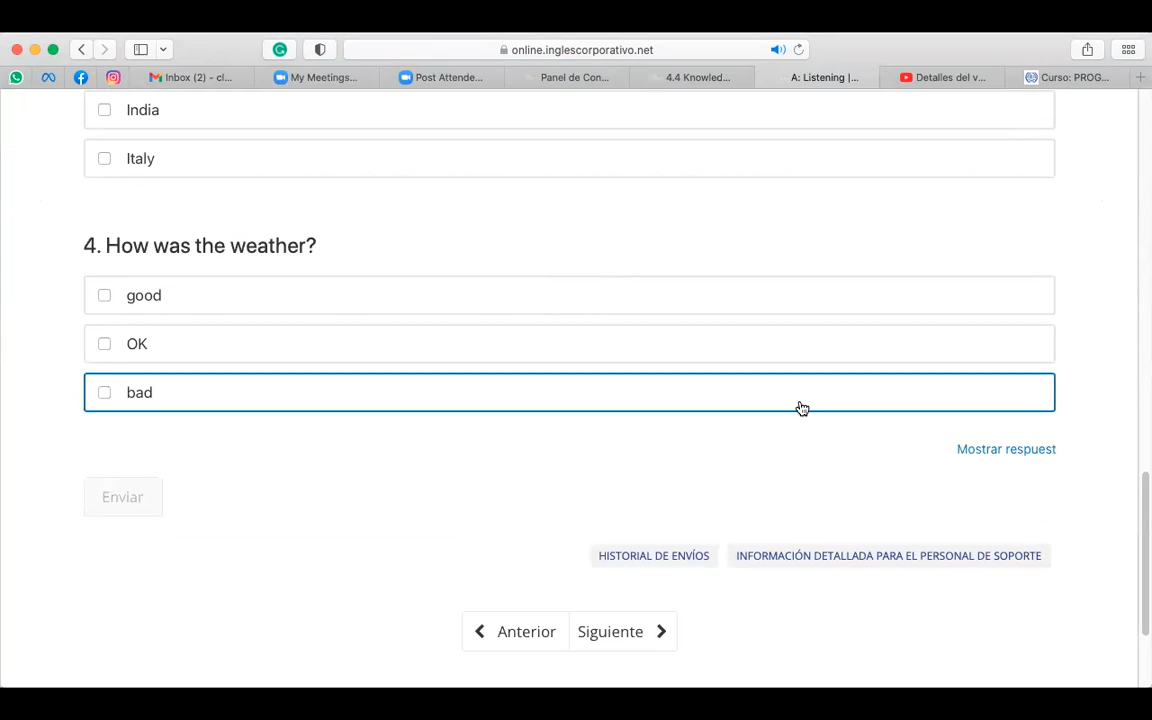 online.inglescorporativo.net
Inbox (2) - cl...
My Meetings...
Post Attende...
Panel de Con...
4.4 Knowled...
A: Listening |...
Detalles del v...
Curso: PROG...
India
Italy
4. How was the weather?
good
OK
bad
Mostrar respuest
Enviar
HISTORIAL DE ENVÍOS
INFORMACIÓN DETALLADA PARA EL PERSONAL DE SOPORTE
Anterior
Siguiente